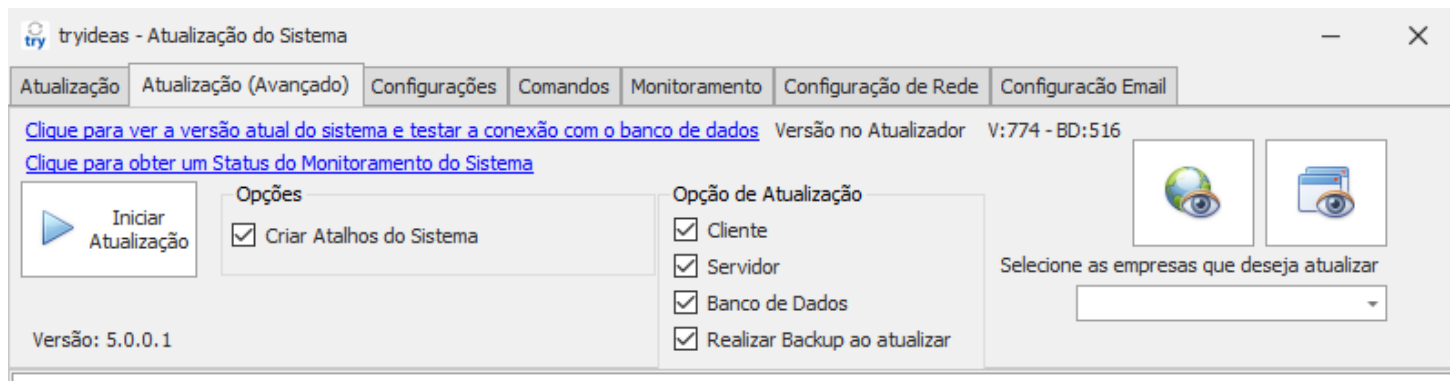 try tryideas - Atualização do Sistema
Atualização Atualização (Avançado) Configurações Comandos Monitoramento Configuração de Rede Configuracão Email
Clique para ver a versão atual do sistema e testar a conexão com o banco de dados Versão no Atualizador V:774 - BD:516
Clique para obter um Status do Monitoramento do Sistema
Iniciar
Atualização
Opções
Criar Atalhos do Sistema
Opção de Atualização
Cliente
Servidor
Banco de Dados
Realizar Backup ao atualizar
Selecione as empresas que deseja atualizar
Versão: 5.0.0.1